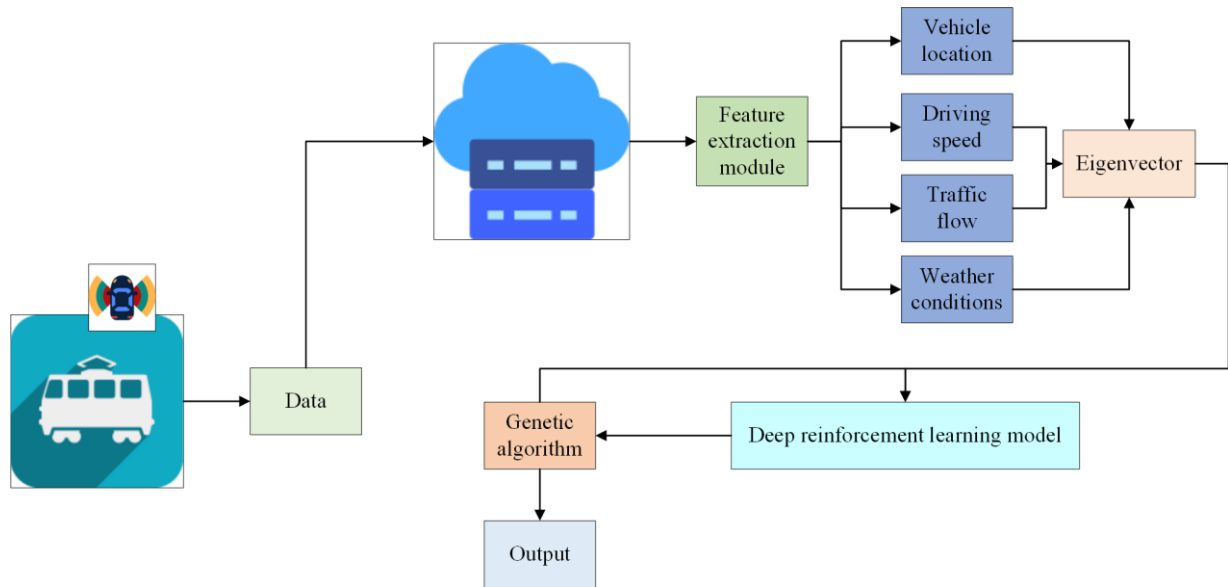 Vehicle
location
Feature
extraction
module
Driving
speed
Eigenvector
Traffic
flow
Weather
conditions
Data
Genetic
algorithm
Deep reinforcement learning model
Output